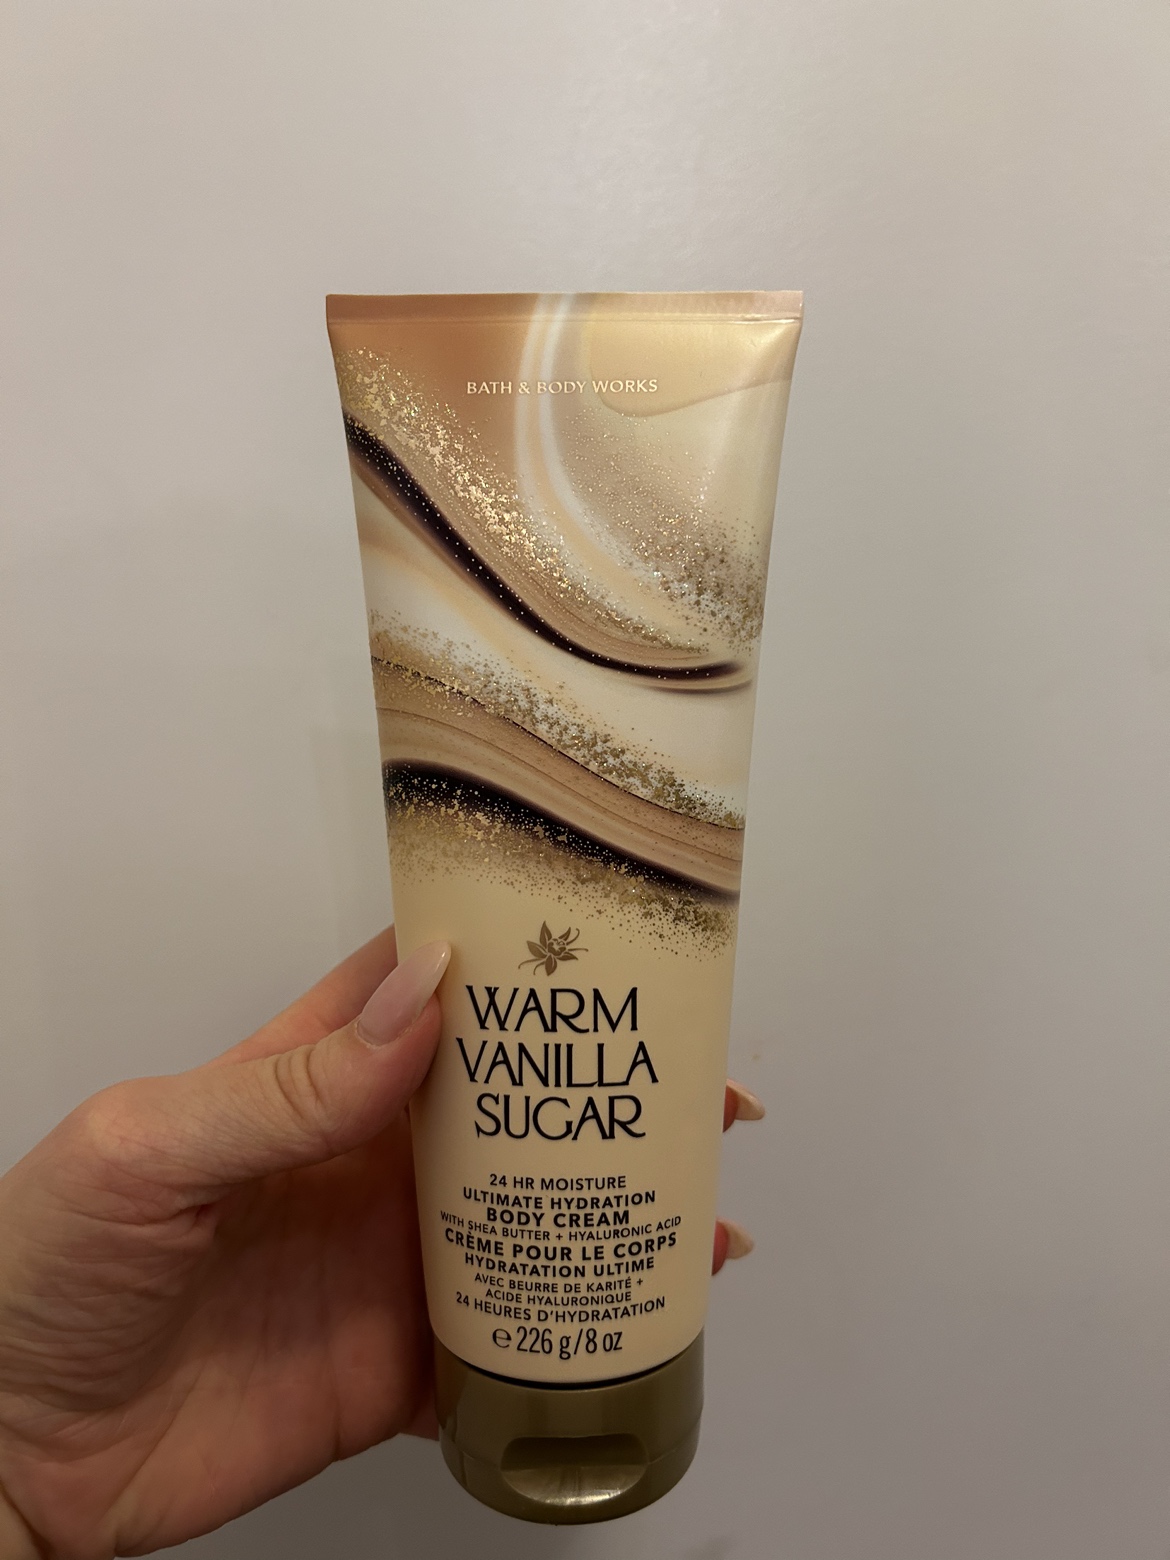 BATH & BODY WORKS
WARM
VANILLA
SUGAR
24 HR MOISTURE
ULTIMATE HYDRATION
BODY CREAM
WITH SHEA BUTTER + HYALURONIC ACID
CRÈME POUR LE CORPS
HYDRATATION ULTIME
AVEC BEURRE DE KARITÉ +
ACIDE HYALURONIQUE
24 HEURES D'HYDRATATION
℮ 226 g/8 oz